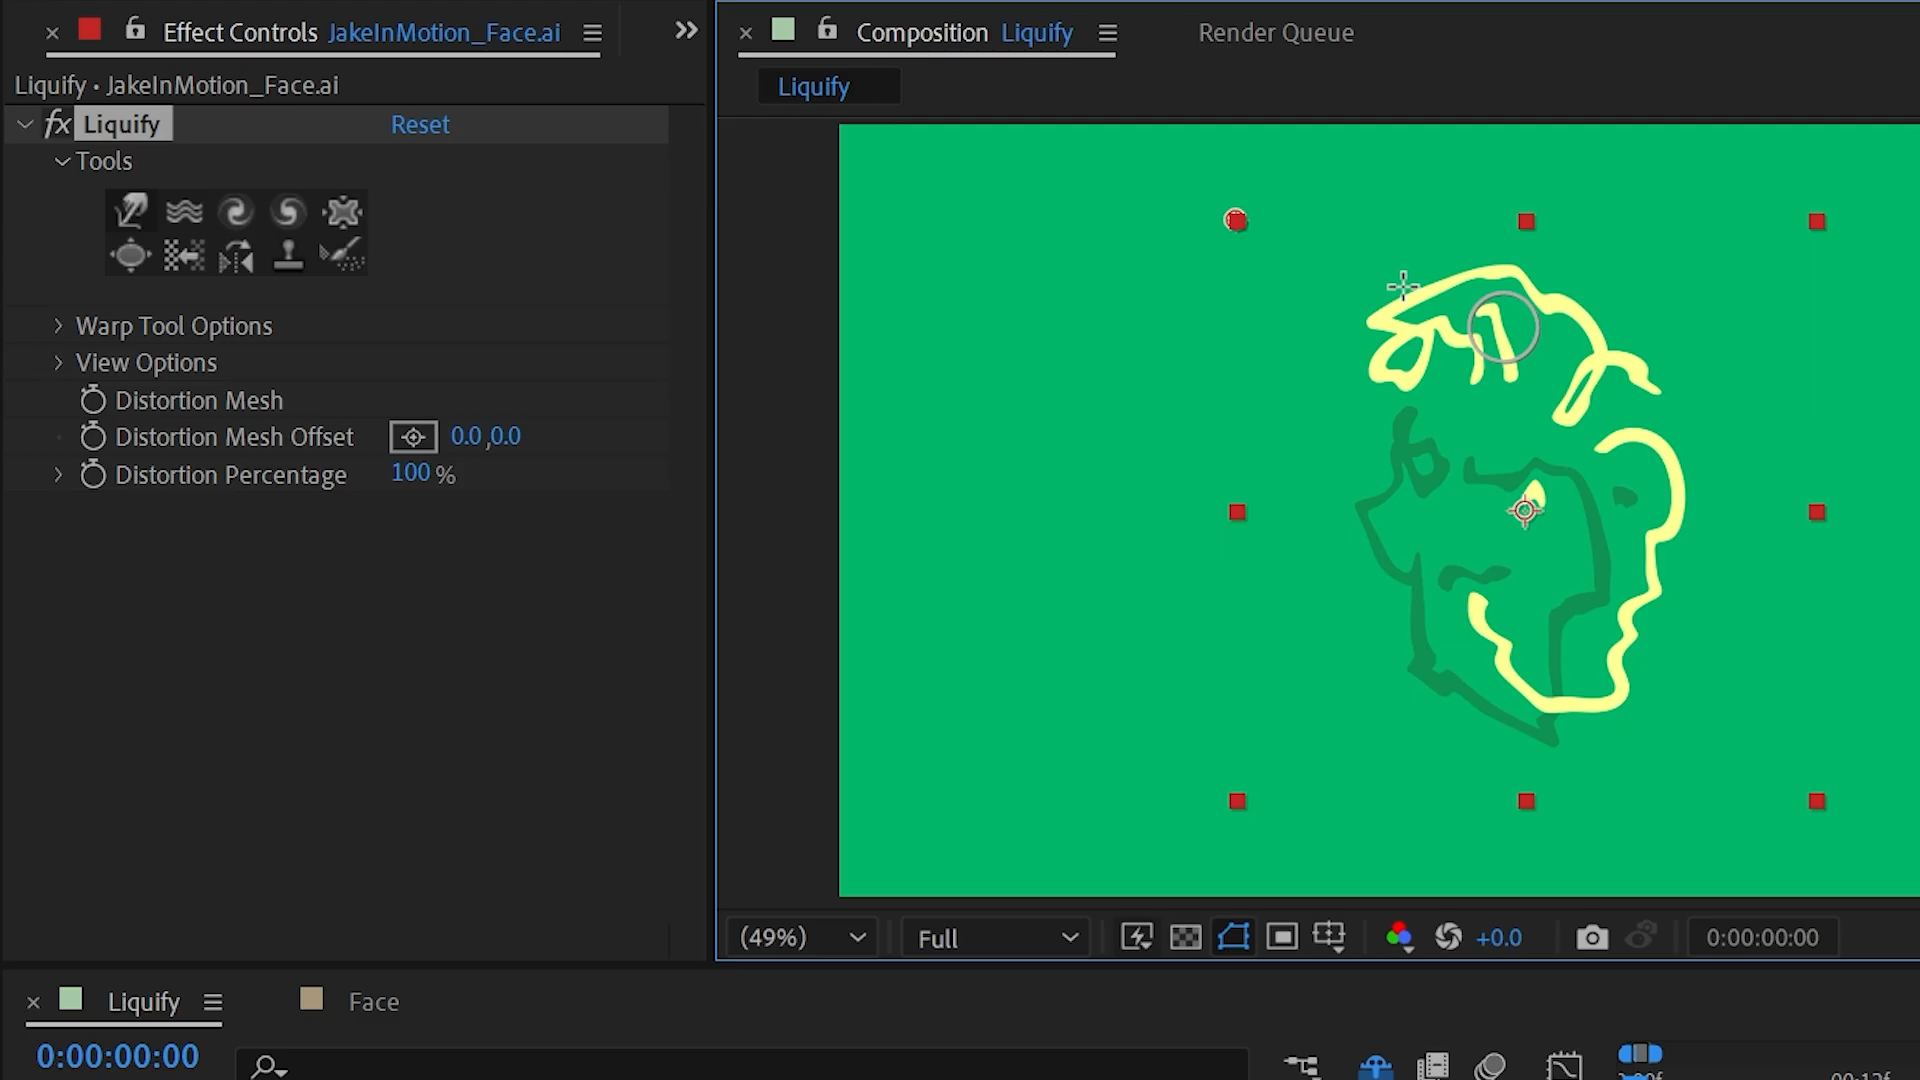 Effect Controls JakeInMotion_Face.ai
Liquify • JakeInMotion_Face.ai
fx Liquify Reset
Tools
Warp Tool Options
View Options
Distortion Mesh
Distortion Mesh Offset 0.0,0.0
Distortion Percentage 100 %
Composition Liquify
Render Queue
Liquify
(49%)
Full
+0.0
0:00:00:00
Liquify
Face
0:00:00:00